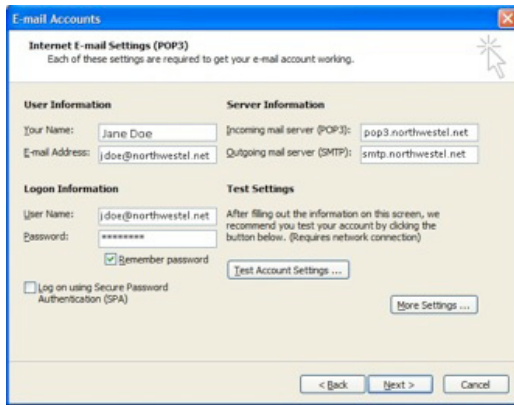 E-mail Accounts
Internet E-mail Settings (POP3)
Each of these settings are required to get your e-mail account working.
User Information
Your Name: Jane Doe
E-mail Address: jdoe@northwestel.net
Server Information
Incoming mail server (POP3): pop3.northwestel.net
Outgoing mail server (SMTP): smtp.northwestel.net
Logon Information
User Name: jdoe@northwestel.net
Password: ********
Remember password
Log on using Secure Password
Authentication (SPA)
Test Settings
After filling out the information on this screen, we
recommend you test your account by clicking the
button below. (Requires network connection)
Test Account Settings ...
More Settings ...
< Back
Next >
Cancel